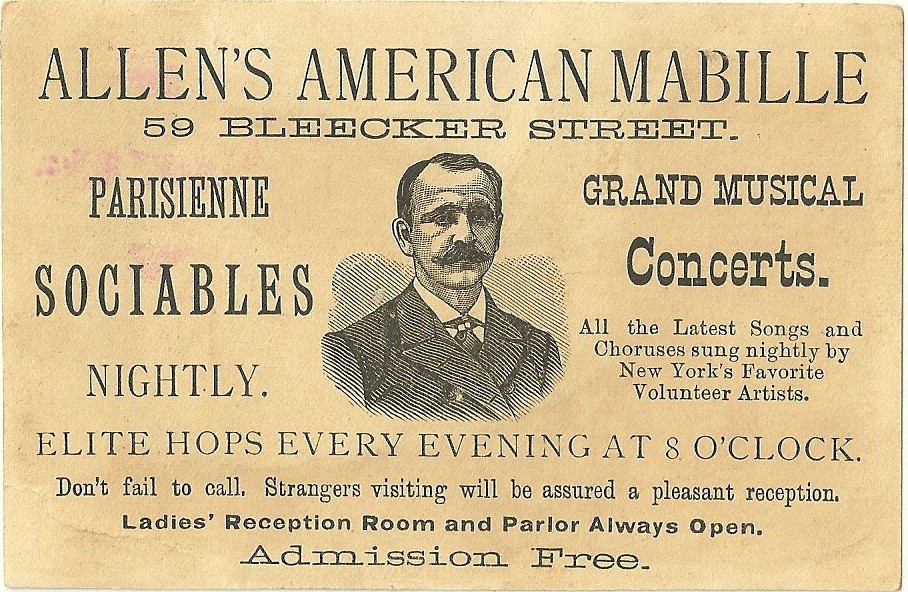 ALLEN'S AMERICAN MABILLE
59 BLEECKER STREET.
PARISIENNE
SOCIABLES
NIGHTLY.
GRAND MUSICAL
Concerts.
All the Latest Songs and
Choruses sung nightly by
New York's Favorite
Volunteer Artists.
ELITE HOPS EVERY EVENING AT 8 O'CLOCK.
Don't fail to call. Strangers visiting will be assured a pleasant reception.
Ladies' Reception Room and Parlor Always Open.
Admission Free.